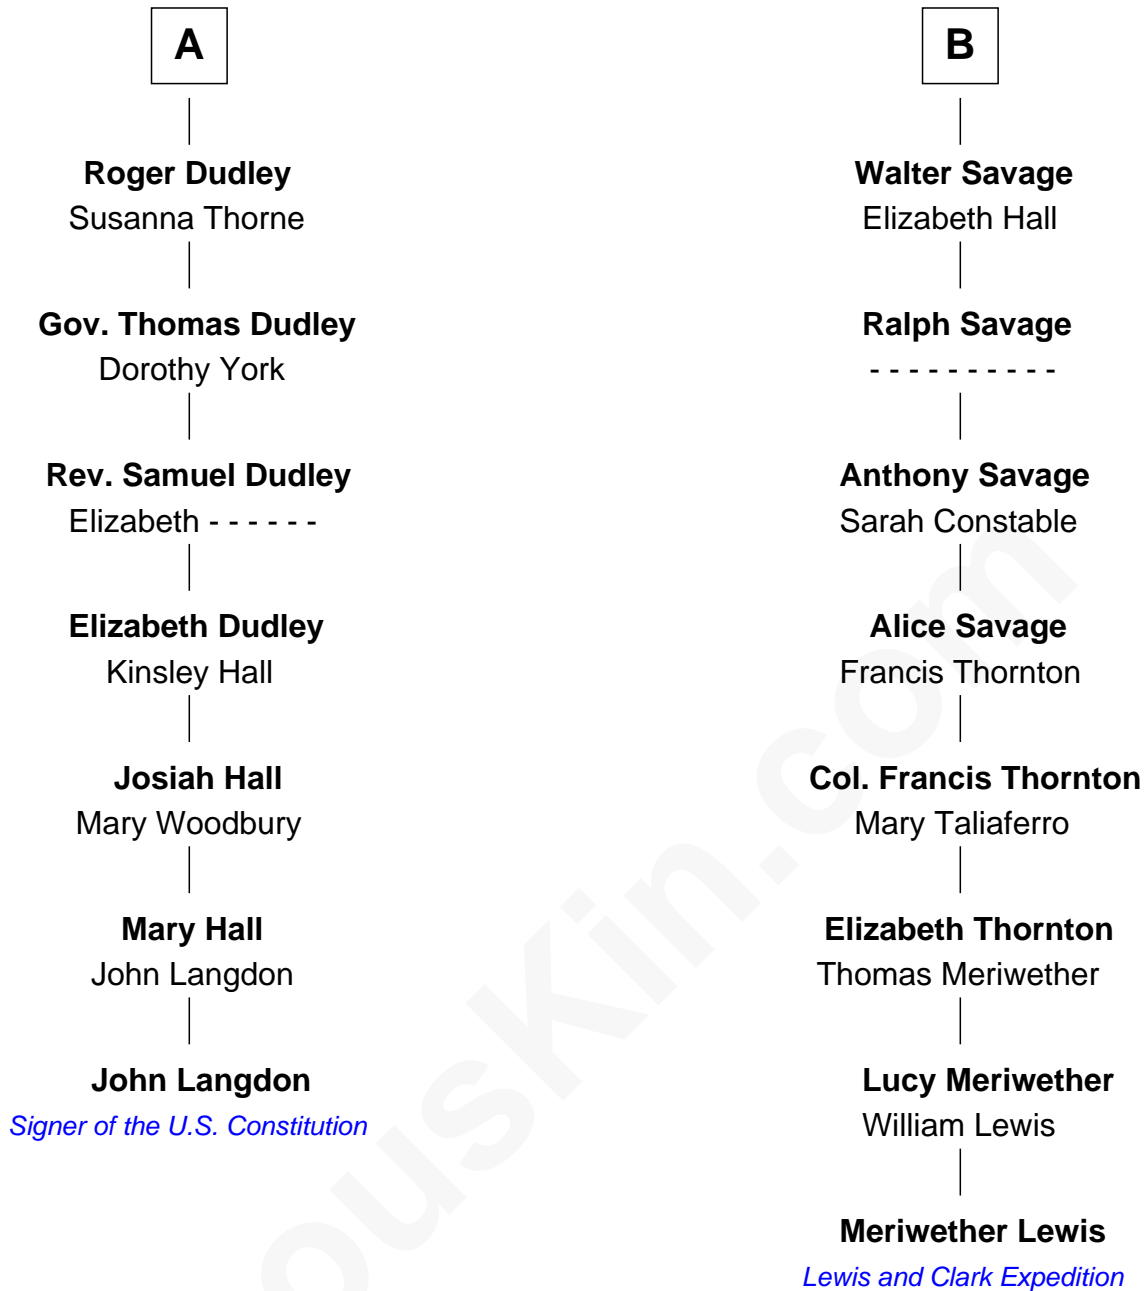 A
Roger Dudley
Susanna Thorne
Gov. Thomas Dudley
Dorothy York
Rev. Samuel Dudley
Elizabeth - - - - - -
Elizabeth Dudley
Kinsley Hall
Josiah Hall
Mary Woodbury
Mary Hall
John Langdon
John Langdon
Signer of the U.S. Constitution
B
Walter Savage
Elizabeth Hall
Ralph Savage
- - - - - - - - - -
Anthony Savage
Sarah Constable
Alice Savage
Francis Thornton
Col. Francis Thornton
Mary Taliaferro
Elizabeth Thornton
Thomas Meriwether
Lucy Meriwether
William Lewis
Meriwether Lewis
Lewis and Clark Expedition
ousKin.com